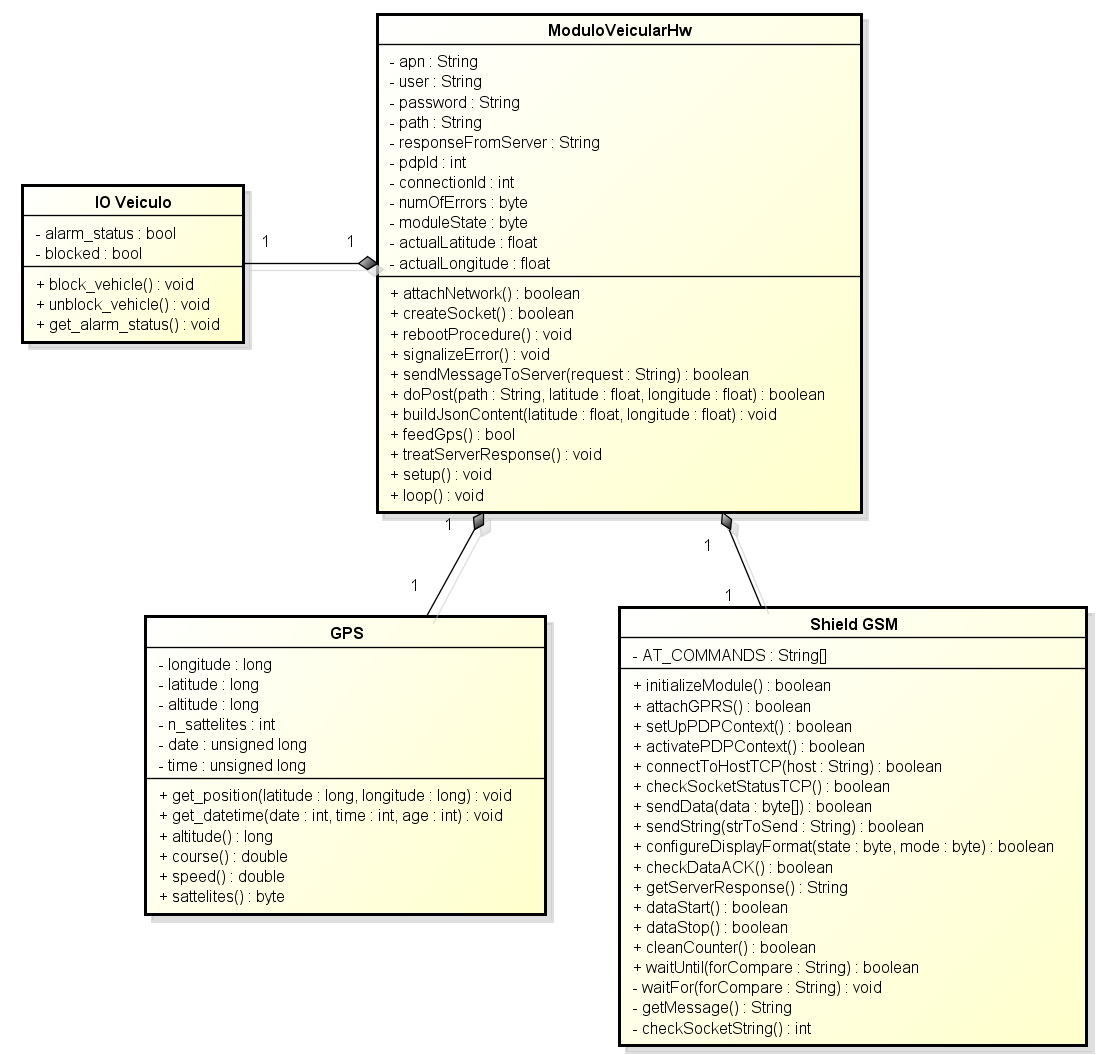 ModuloVeicularHw
- apn : String
- user : String
- password : String
- path : String
- responseFromServer : String
- pdpId : int
- connectionId : int
- numOfErrors : byte
- moduleState : byte
- actualLatitude : float
- actualLongitude : float
+ attachNetwork() : boolean
+ createSocket() : boolean
+ rebootProcedure() : void
+ signalizeError() : void
+ sendMessageToServer(request : String) : boolean
+ doPost(path : String, latitude : float, longitude : float) : boolean
+ buildJsonContent(latitude : float, longitude : float) : void
+ feedGps() : bool
+ treatServerResponse() : void
+ setup() : void
+ loop() : void
IO Veiculo
- alarm_status : bool
- blocked : bool
+ block_vehicle() : void
+ unblock_vehicle() : void
+ get_alarm_status() : void
1
1
1
1
1
1
GPS
- longitude : long
- latitude : long
- altitude : long
- n_sattelites : int
- date : unsigned long
- time : unsigned long
+ get_position(latitude : long, longitude : long) : void
+ get_datetime(date : int, time : int, age : int) : void
+ altitude() : long
+ course() : double
+ speed() : double
+ sattelites() : byte
Shield GSM
- AT_COMMANDS : String[]
+ initializeModule() : boolean
+ attachGPRS() : boolean
+ setUpPDPContext() : boolean
+ activatePDPContext() : boolean
+ connectToHostTCP(host : String) : boolean
+ checkSocketStatusTCP() : boolean
+ sendData(data : byte[]) : boolean
+ sendString(strToSend : String) : boolean
+ configureDisplayFormat(state : byte, mode : byte) : boolean
+ checkDataACK() : boolean
+ getServerResponse() : String
+ dataStart() : boolean
+ dataStop() : boolean
+ cleanCounter() : boolean
+ waitUntil(forCompare : String) : boolean
- waitFor(forCompare : String) : void
- getMessage() : String
- checkSocketString() : int